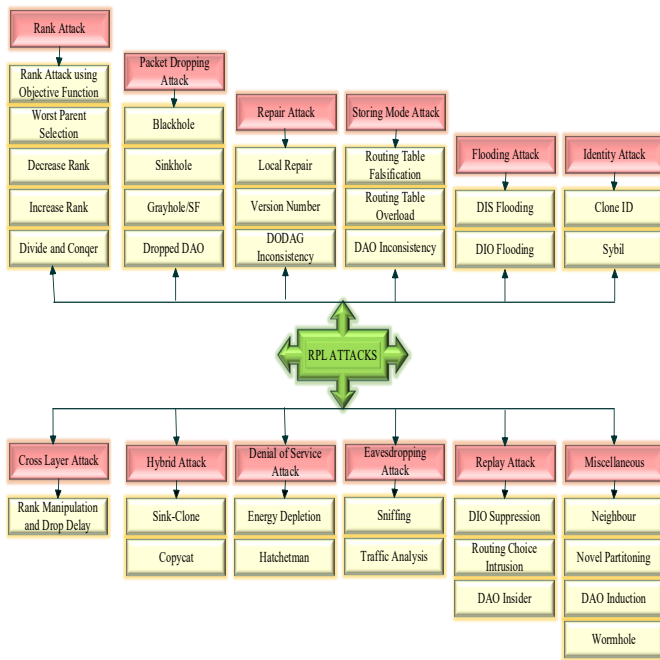 Rank Attack
Rank Attack using
Objective Function
Worst Parent
Selection
Decrease Rank
Increase Rank
Divide and Conqer
Packet Dropping
Attack
Blackhole
Sinkhole
Grayhole/SF
Dropped DAO
Repair Attack
Local Repair
Version Number
DODAG
Inconsistency
Storing Mode Attack
Routing Table
Falsification
Routing Table
Overload
DAO Inconsistency
Flooding Attack
DIS Flooding
DIO Flooding
Identity Attack
Clone ID
Sybil
RPL ATTACKS
Cross Layer Attack
Rank Manipulation
and Drop Delay
Hybrid Attack
Sink-Clone
Copycat
Denial of Service
Attack
Energy Depletion
Hatchetman
Eavesdropping
Attack
Sniffing
Traffic Analysis
Replay Attack
DIO Suppression
Routing Choice
Intrusion
DAO Insider
Miscellaneous
Neighbour
Novel Partitoning
DAO Induction
Wormhole